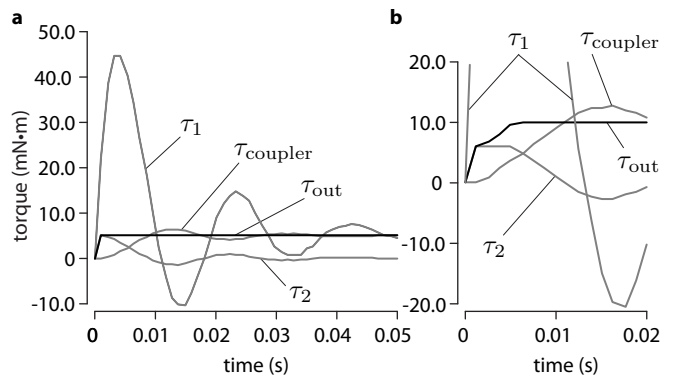 a
50.0
40.0
30.0
20.0
10.0
0
-10.0
torque (mN•m)
τ1
τcoupler
τout
τ2
0 0.01 0.02 0.03 0.04 0.05
time (s)
b
20.0
10.0
0
-10.0
-20.0
τ1
τcoupler
τout
τ2
0 0.01 0.02
time (s)